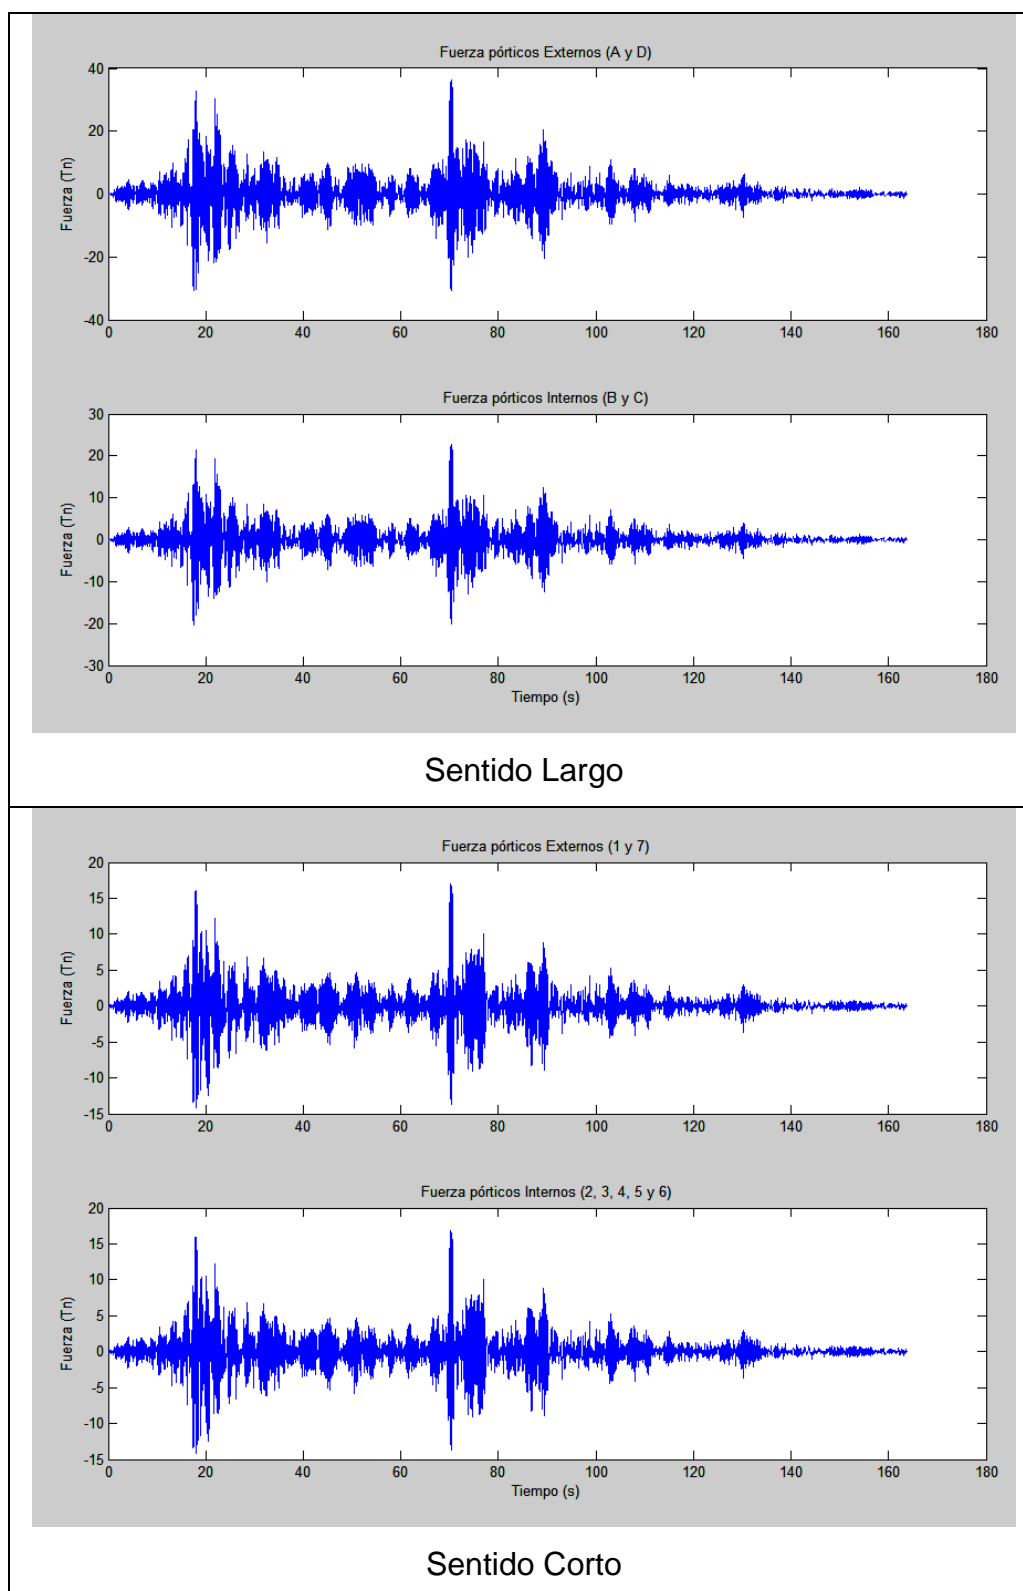 Fuerza pórticos Externos (A y D)
Fuerza (Tn)
40
20
0
-20
-40
0 20 40 60 80 100 120 140 160 180
Fuerza pórticos Internos (B y C)
Fuerza (Tn)
30
20
10
0
-10
-20
-30
0 20 40 60 80 100 120 140 160 180
Tiempo (s)
Sentido Largo
Fuerza pórticos Externos (1 y 7)
Fuerza (Tn)
20
15
10
5
0
-5
-10
-15
0 20 40 60 80 100 120 140 160 180
Fuerza pórticos Internos (2, 3, 4, 5 y 6)
Fuerza (Tn)
20
15
10
5
0
-5
-10
-15
0 20 40 60 80 100 120 140 160 180
Tiempo (s)
Sentido Corto